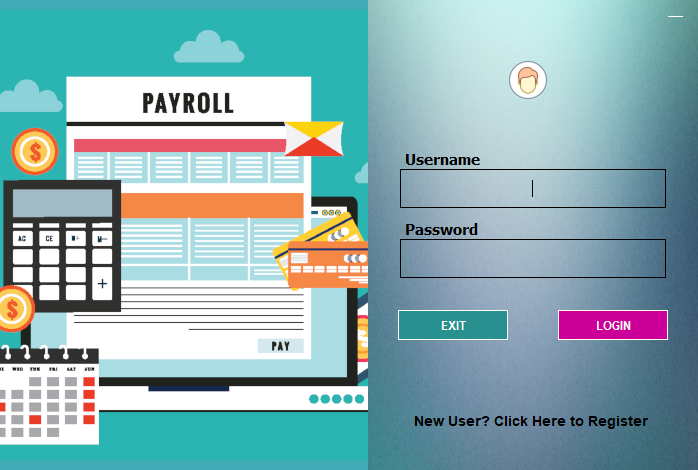 PAYROLL
$
AC CE M+ M−
+
$
WED THU FRI SAT SUN
PAY
Username
Password
EXIT
LOGIN
New User? Click Here to Register